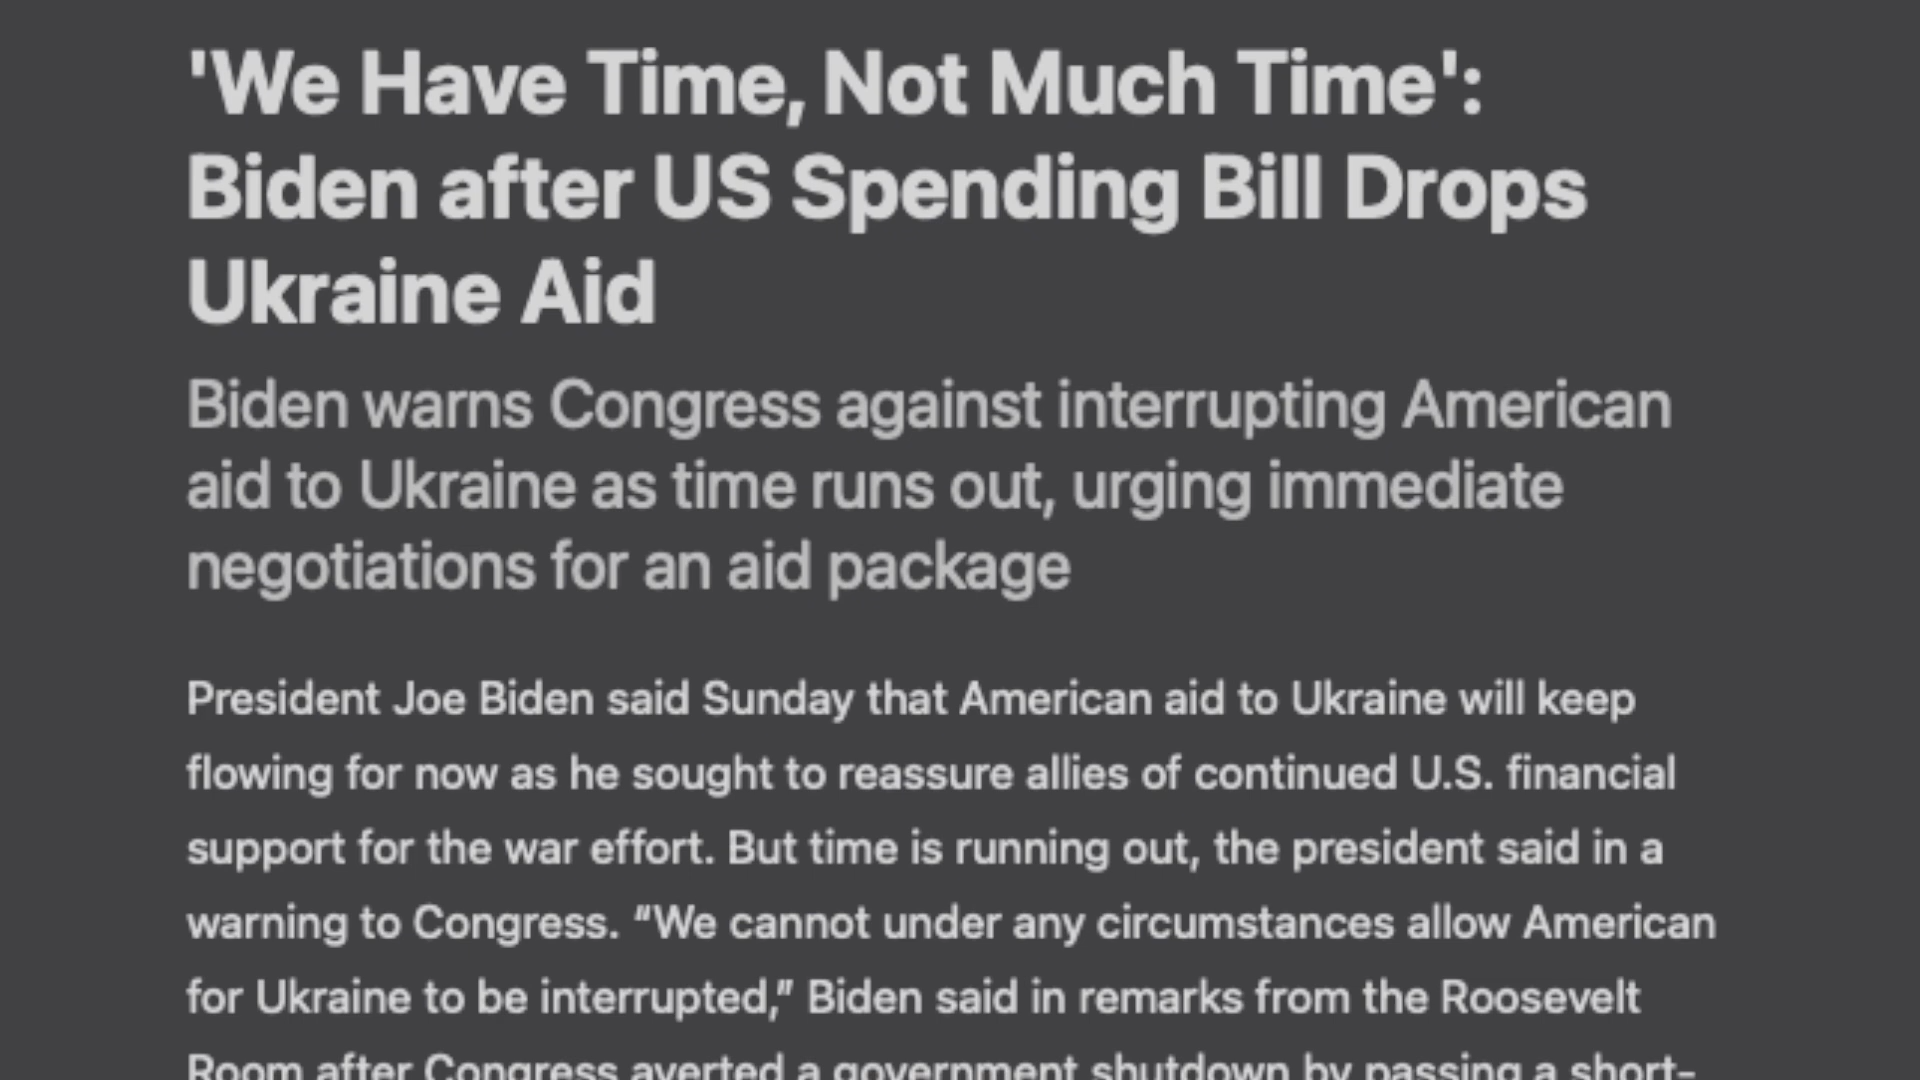 'We Have Time, Not Much Time':
Biden after US Spending Bill Drops
Ukraine Aid
Biden warns Congress against interrupting American
aid to Ukraine as time runs out, urging immediate
negotiations for an aid package
President Joe Biden said Sunday that American aid to Ukraine will keep
flowing for now as he sought to reassure allies of continued U.S. financial
support for the war effort. But time is running out, the president said in a
warning to Congress. “We cannot under any circumstances allow American
for Ukraine to be interrupted,” Biden said in remarks from the Roosevelt
Room after Congress averted a government shutdown by passing a short-